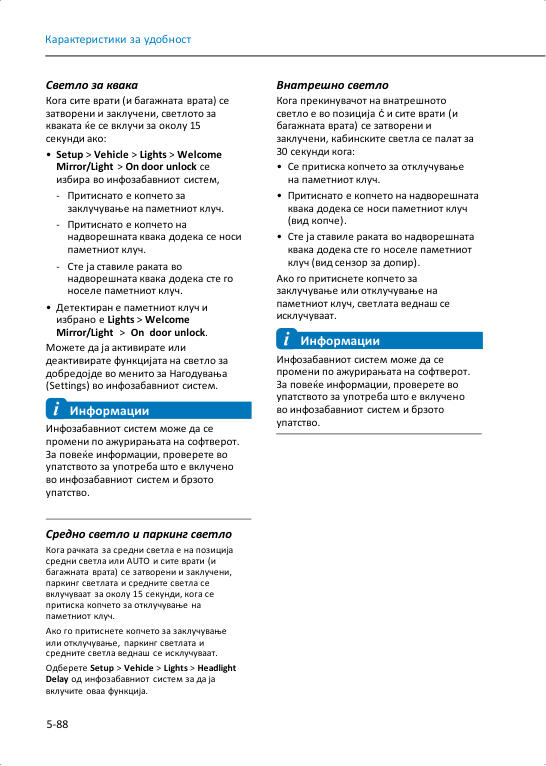 Карактеристики за удобност
Светло за квака
Кога сите врати (и багажната врата) се
затворени и заклучени, светлото за
кваката ќе се вклучи за околу 15
секунди ако:
• Setup > Vehicle > Lights > Welcome
Mirror/Light > On door unlock се
избира во инфозабавниот систем,
- Притиснато е копчето за
заклучување на паметниот клуч.
- Притиснато е копчето на
надворешната квака додека се носи
паметниот клуч.
- Сте ја ставиле раката во
надворешната квака додека сте го
носеле паметниот клуч.
• Детектиран е паметниот клуч и
избрано е Lights > Welcome
Mirror/Light > On door unlock.
Можете да ја активирате или
деактивирате функцијата на светло за
добредојде во менито за Нагодувања
(Settings) во инфозабавниот систем.
i Информации
Инфозабавниот систем може да се
промени по ажурирањата на софтверот.
За повеќе информации, проверете во
упатството за употреба што е вклучено
во инфозабавниот систем и брзото
упатство.
Средно светло и паркинг светло
Кога рачката за средни светла е на позиција
средни светла или AUTO и сите врати (и
багажната врата) се затворени и заклучени,
паркинг светлата и средните светла се
вклучуваат за околу 15 секунди, кога се
притиска копчето за отклучување на
паметниот клуч.
Ако го притиснете копчето за заклучување
или отклучување, паркинг светлата и
средните светла веднаш се исклучуваат.
Одберете Setup > Vehicle > Lights > Headlight
Delay од инфозабавниот систем за да ја
вклучите оваа функција.
Внатрешно светло
Кога прекинувачот на внатрешното
светло е во позиција ċ и сите врати (и
багажната врата) се затворени и
заклучени, кабинските светла се палат за
30 секунди кога:
• Се притиска копчето за отклучување
на паметниот клуч.
• Притиснато е копчето на надворешната
квака додека се носи паметниот клуч
(вид копче).
• Сте ја ставиле раката во надворешната
квака додека сте го носеле паметниот
клуч (вид сензор за допир).
Ако го притиснете копчето за
заклучување или отклучување на
паметниот клуч, светлата веднаш се
исклучуваат.
i Информации
Инфозабавниот систем може да се
промени по ажурирањата на софтверот.
За повеќе информации, проверете во
упатството за употреба што е вклучено
во инфозабавниот систем и брзото
упатство.
5-88